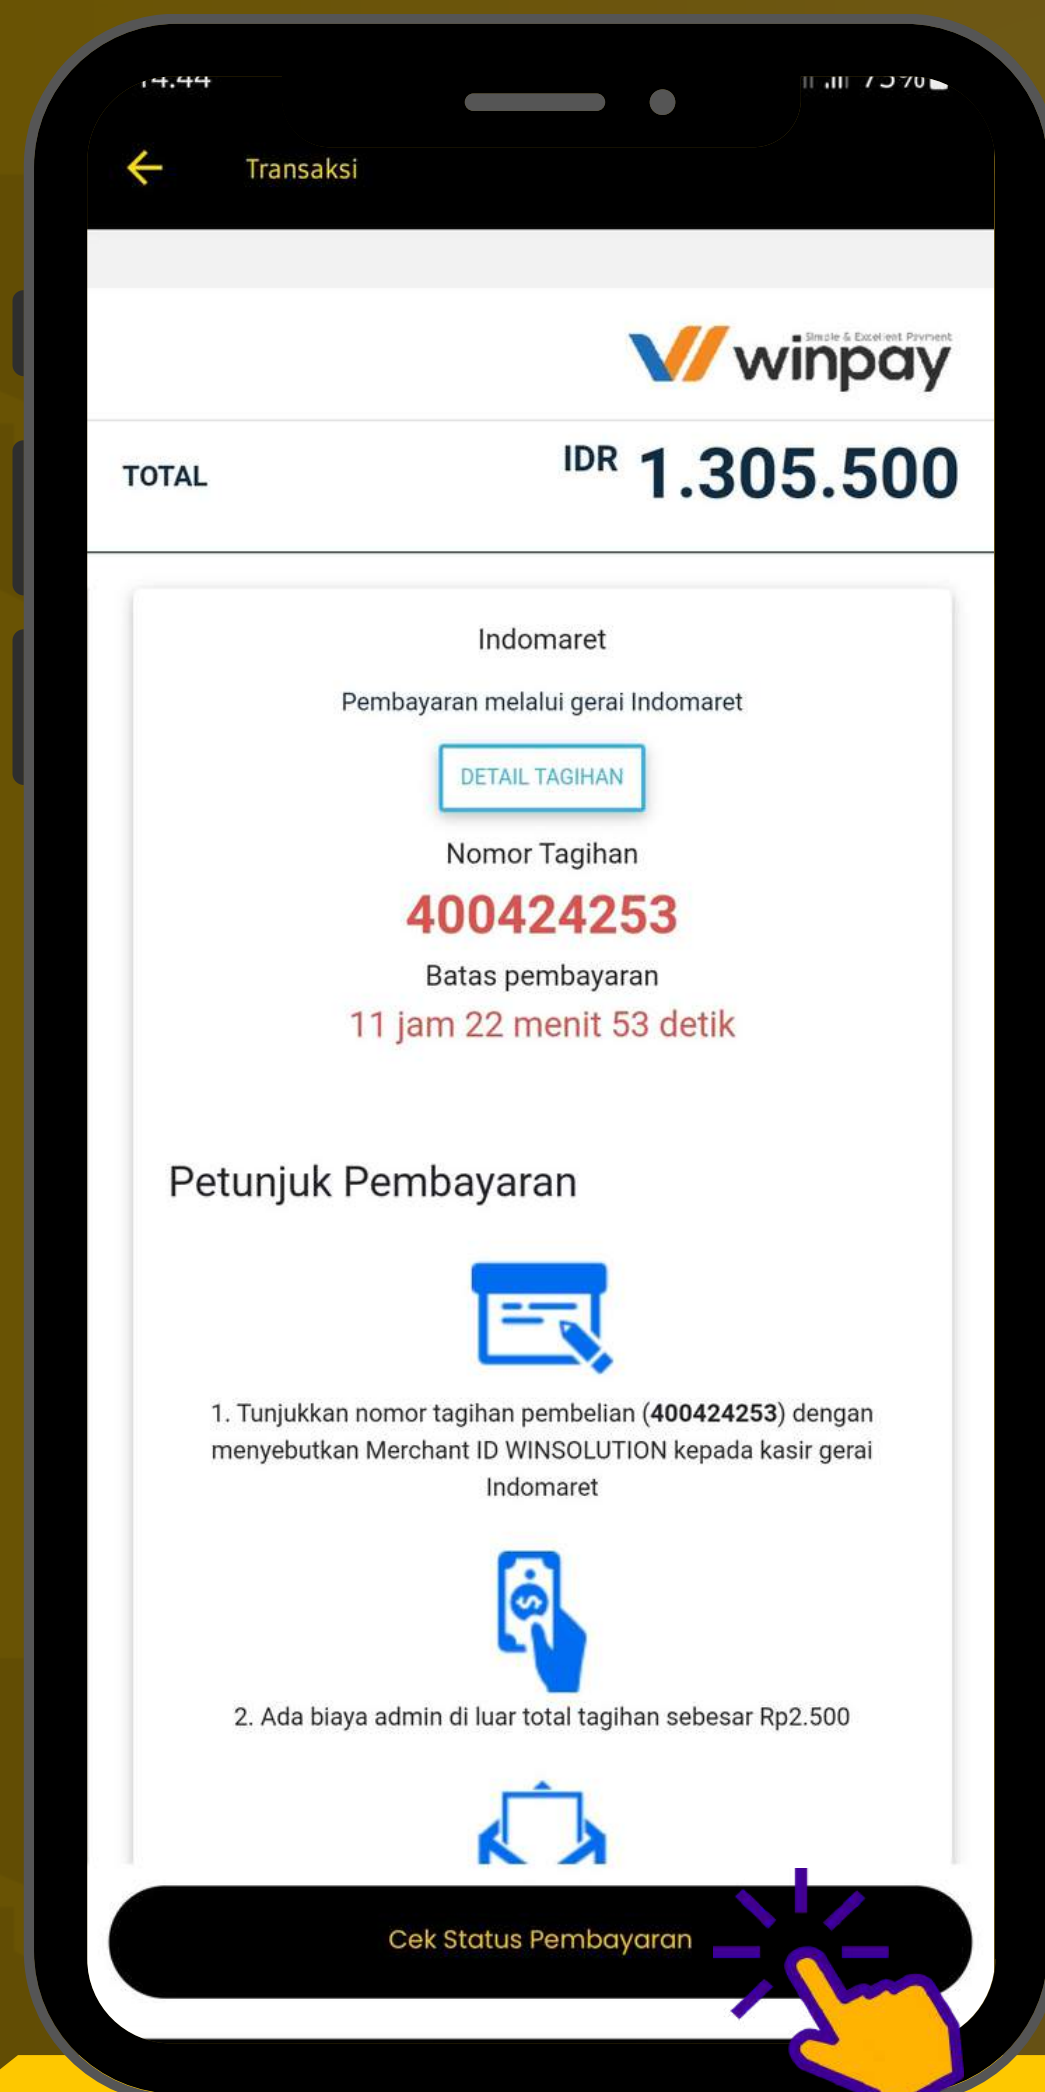 Transaksi
Simple & Excellent Payment
winpay
TOTAL
IDR 1.305.500
Indomaret
Pembayaran melalui gerai Indomaret
DETAIL TAGIHAN
Nomor Tagihan
400424253
Batas pembayaran
11 jam 22 menit 53 detik
Petunjuk Pembayaran
1. Tunjukkan nomor tagihan pembelian (400424253) dengan
menyebutkan Merchant ID WINSOLUTION kepada kasir gerai
Indomaret
2. Ada biaya admin di luar total tagihan sebesar Rp2.500
Cek Status Pembayaran